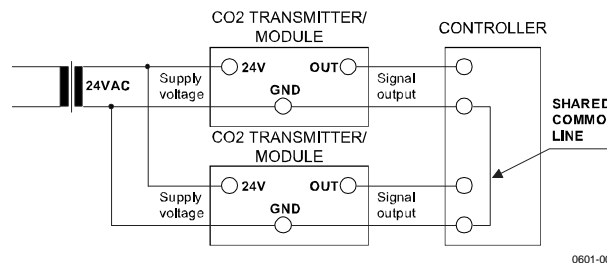 CO2 TRANSMITTER/
MODULE
CONTROLLER
24VAC
Supply
voltage
24V
OUT
GND
Signal
output
SHARED
LINE
CO2 TRANSMITTER/
MODULE
Supply
voltage
24V
OUT
GND
Signal
output